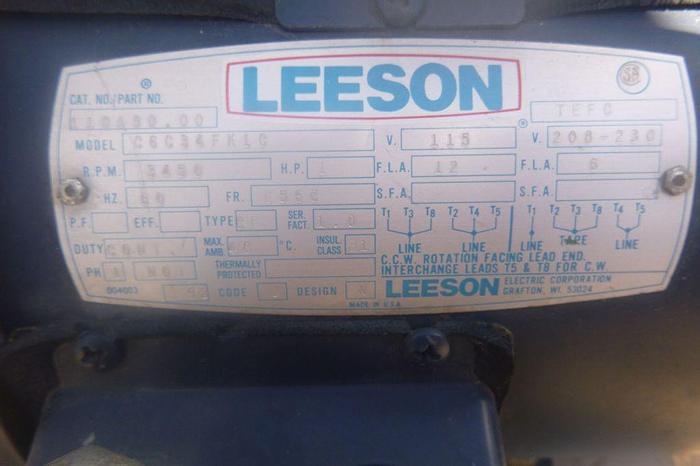 LEESON ®
CAT. NO./PART NO.
110430.00
TEFC
MODEL C6C34FK1C V. 115 V. 208-230
R.P.M. 3450 H.P. 1 F.L.A. 12 F.L.A. 6
HZ. 60 FR. S.F.A. S.F.A.
P.F. EFF. TYPE SER. FACT. 1.0
T1 T3 T8 T2 T4 T5 T1 T2 T3 T8 T4 T5
LINE LINE LINE TAPE LINE
DUTY CONT. MAX. AMB. °C. INSUL. CLASS
C.C.W. ROTATION FACING LEAD END.
INTERCHANGE LEADS T5 & T8 FOR C.W.
PH 1 THERMALLY PROTECTED
004003 CODE DESIGN N
LEESON ELECTRIC CORPORATION
GRAFTON, WI. 53024
MADE IN U.S.A.